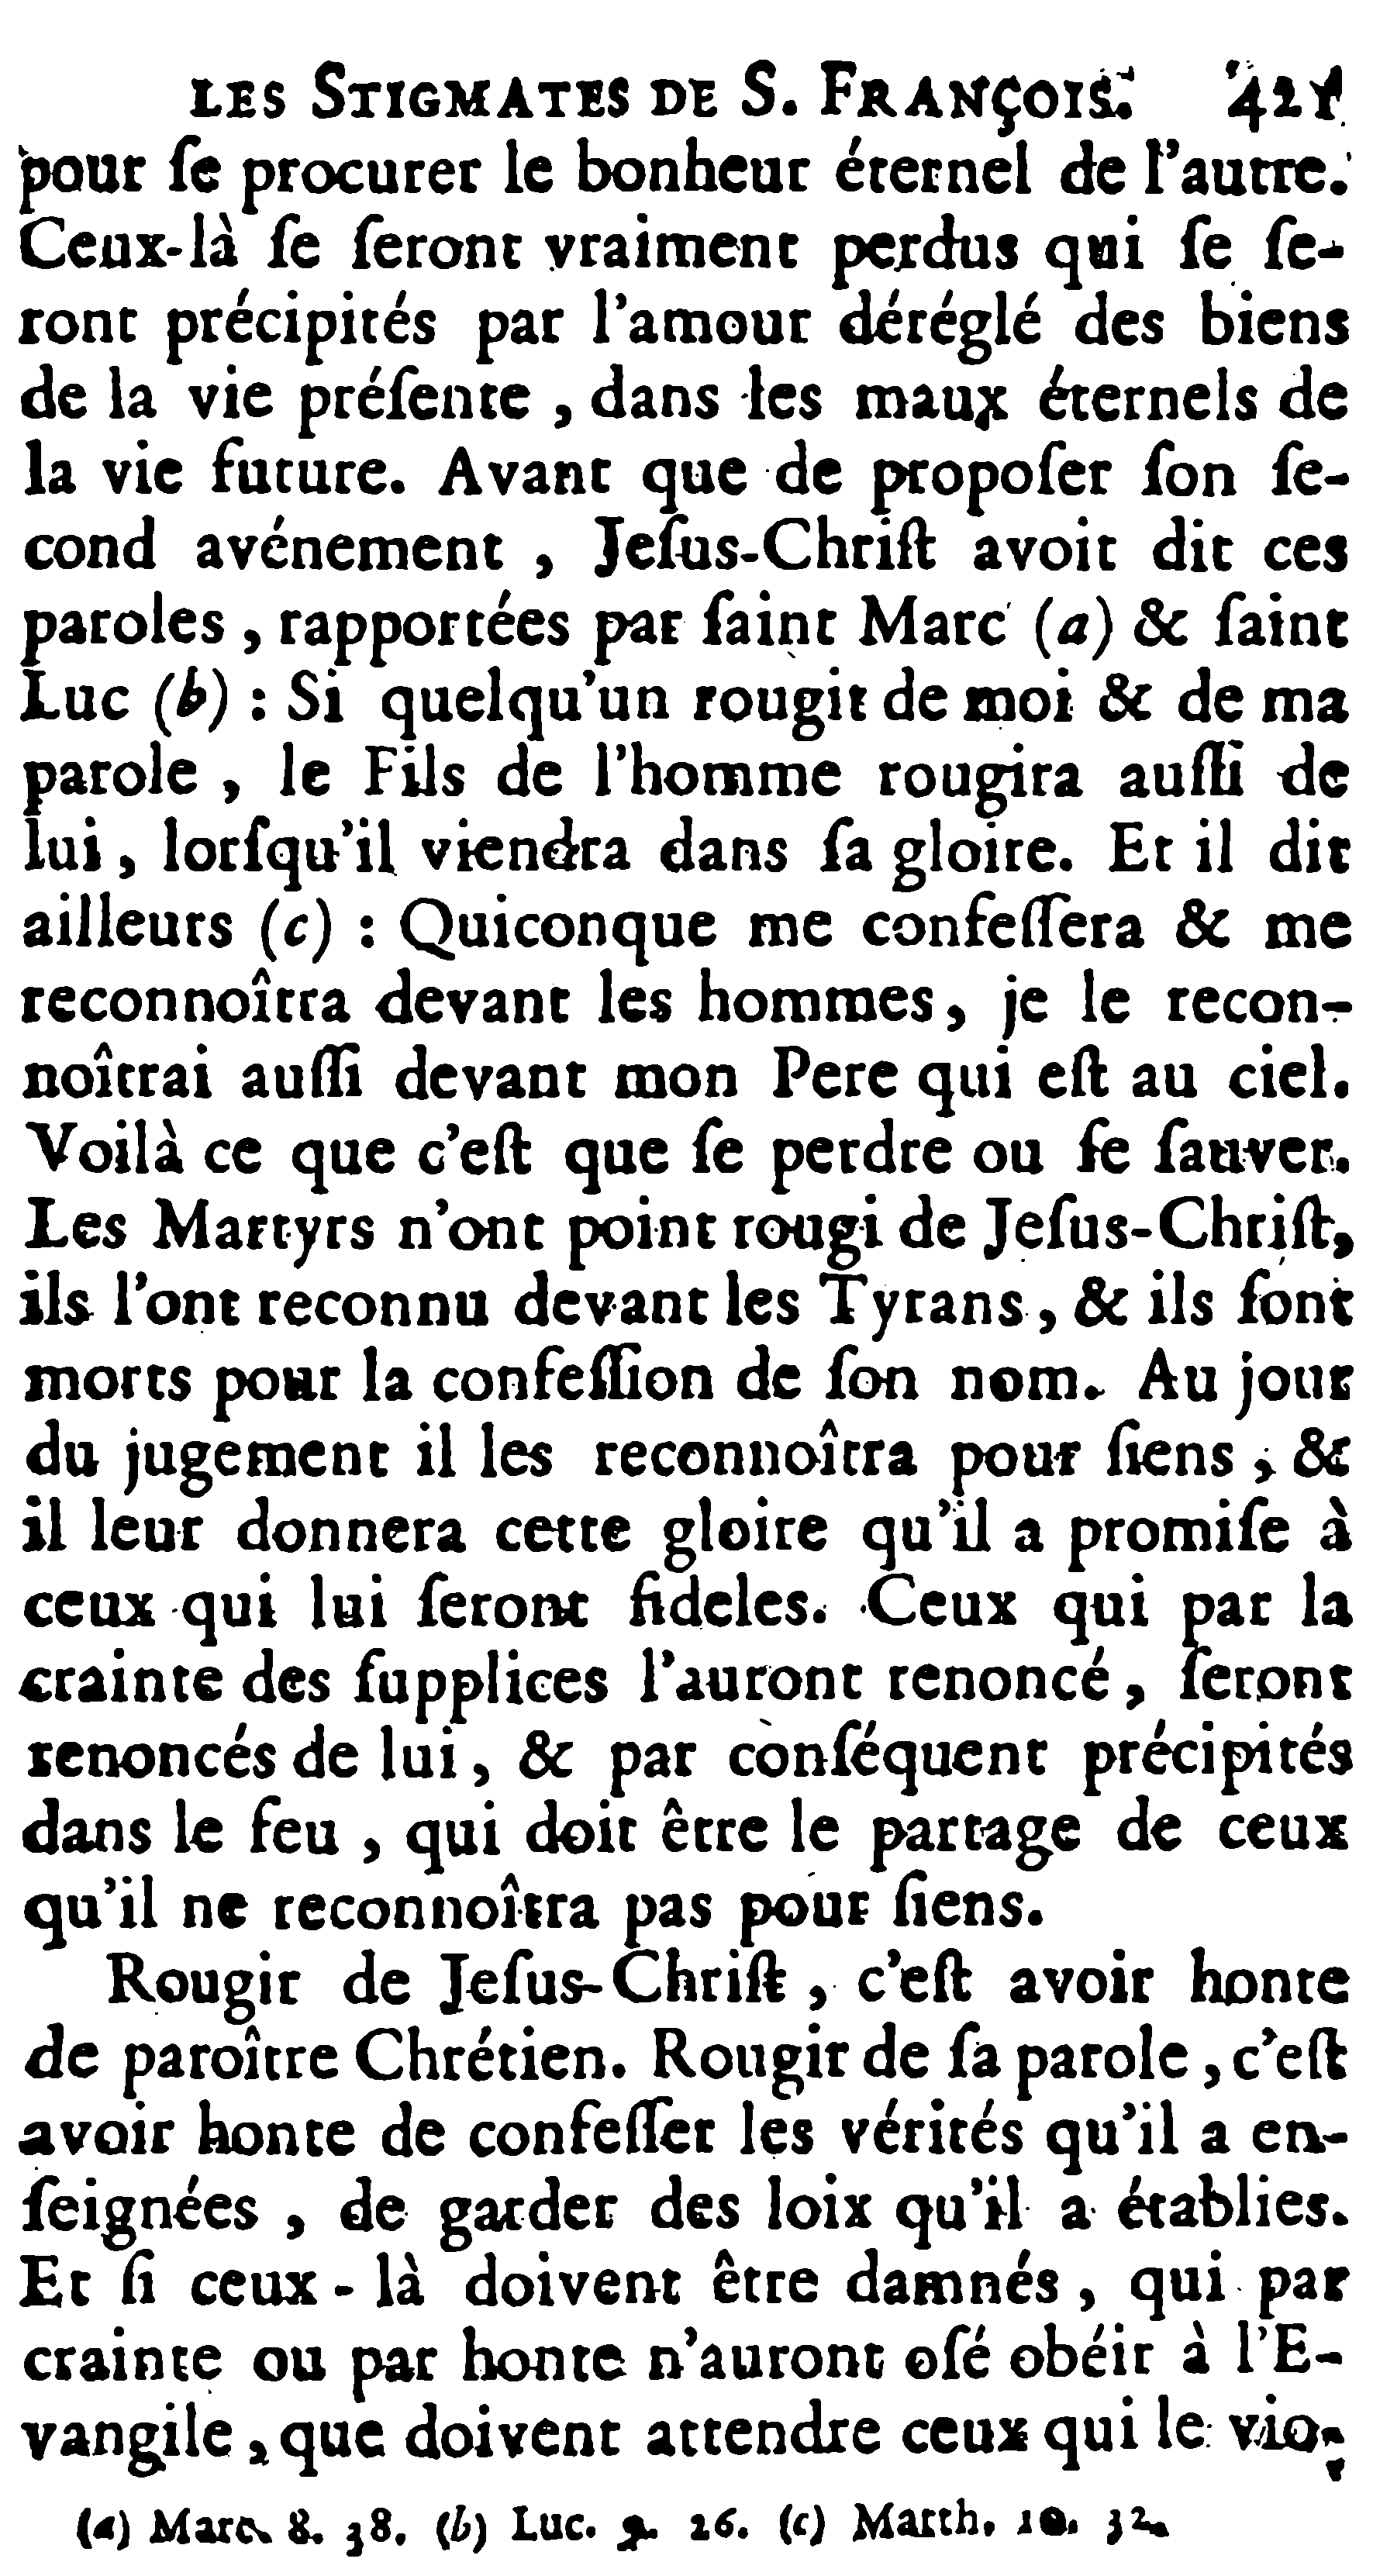 LES STIGMATES DE S. FRANÇOIS. 421
pour ſe procurer le bonheur éternel de l'autre.
Ceux-là ſe ſeront vraiment perdus qui ſe ſe-
ront précipités par l'amour déréglé des biens
de la vie préſente , dans les maux éternels de
la vie future. Avant que de propoſer ſon ſe-
cond avénement , Jeſus-Chriſt avoit dit ces
paroles , rapportées par ſaint Marc (a) & ſaint
Luc (b) : Si quelqu'un rougit de moi & de ma
parole , le Fils de l'homme rougira auſſi de
lui , lorſqu'il viendra dans ſa gloire. Et il dit
ailleurs (c) : Quiconque me confeſſera & me
reconnoîtra devant les hommes, je le recon-
noîtrai auſſi devant mon Pere qui eſt au ciel.
Voilà ce que c'eſt que ſe perdre ou ſe ſauver.
Les Martyrs n'ont point rougi de Jeſus-Chriſt,
ils l'ont reconnu devant les Tyrans , & ils ſont
morts pour la confeſſion de ſon nom. Au jour
du jugement il les reconnoîtra pour ſiens , &
il leur donnera cette gloire qu'il a promiſe à
ceux qui lui ſeront fideles. Ceux qui par la
crainte des ſupplices l'auront renoncé , ſeront
renoncés de lui , & par conſéquent précipités
dans le feu , qui doit être le partage de ceux
qu'il ne reconnoîtra pas pour ſiens.
Rougir de Jeſus-Chriſt , c'eſt avoir honte
de paroître Chrétien. Rougir de ſa parole , c'eſt
avoir honte de confeſſer les vérités qu'il a en-
ſeignées , de garder des loix qu'il a établies.
Et ſi ceux - là doivent être damnés , qui par
crainte ou par honte n'auront oſé obéir à l'E-
vangile , que doivent attendre ceux qui le vio-
(a) Marc. 8. 38. (b) Luc. 9. 26. (c) Matth. 10. 32.